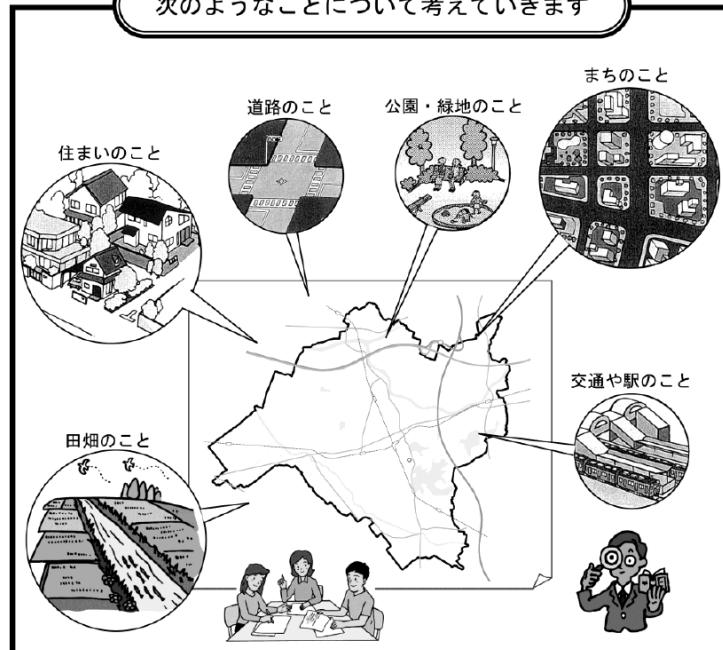 次のようなことについて考えていきます
まちのこと
道路のこと
公園・緑地のこと
住まいのこと
交通や駅のこと
田畑のこと